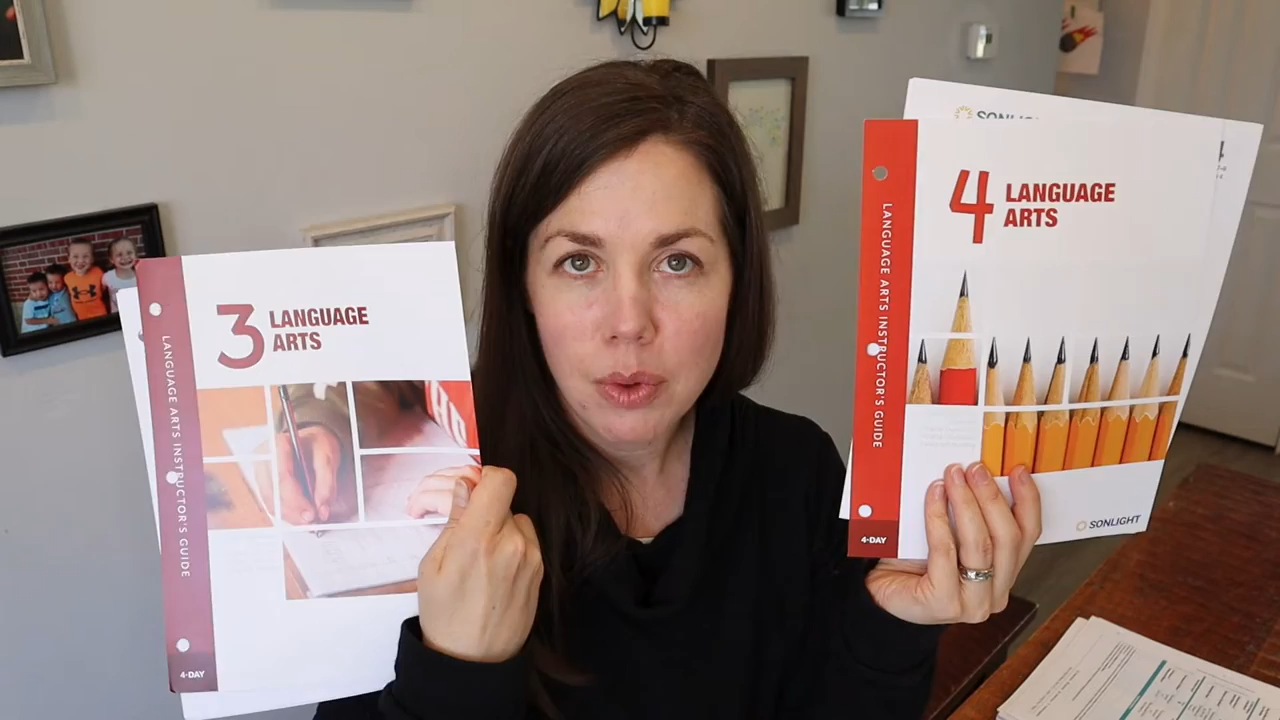 3 LANGUAGE
ARTS
LANGUAGE ARTS INSTRUCTOR'S GUIDE
4-DAY
SONLIGHT
4 LANGUAGE
ARTS
LANGUAGE ARTS INSTRUCTOR'S GUIDE
4-DAY
SONLIGHT